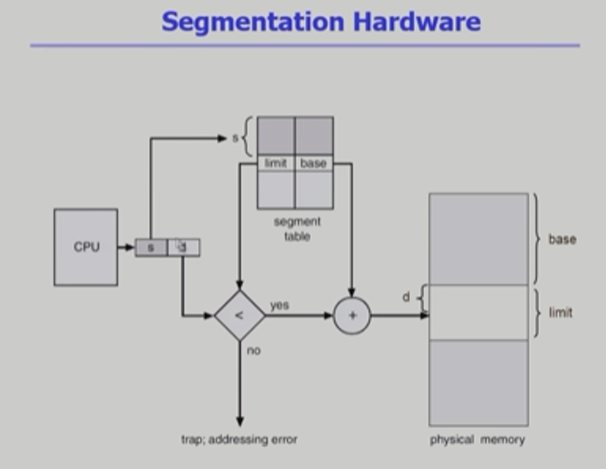 Segmentation Hardware
s
limit base
segment
table
CPU
s d
<
yes
+
no
trap; addressing error
d
base
limit
physical memory